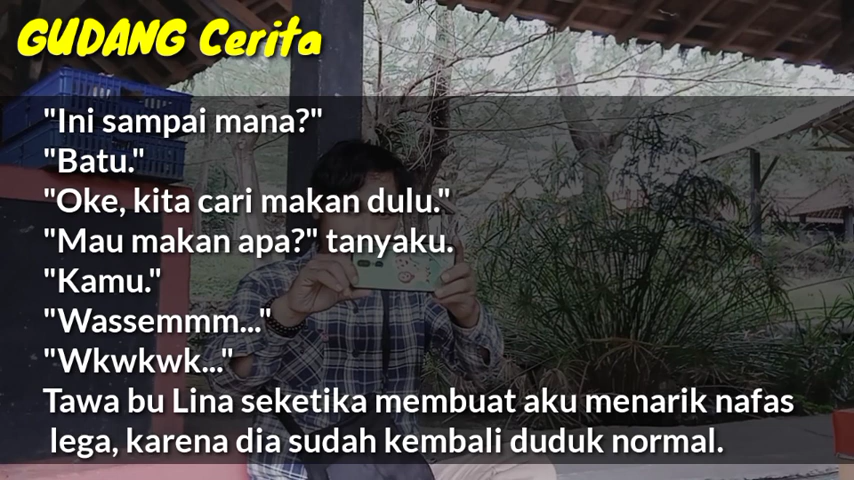 GUDANG Cerita
"Ini sampai mana?"
"Batu."
"Oke, kita cari makan dulu."
"Mau makan apa?" tanyaku.
"Kamu."
"Wassemmm..."
"Wkwkwk..."
Tawa bu Lina seketika membuat aku menarik nafas
lega, karena dia sudah kembali duduk normal.